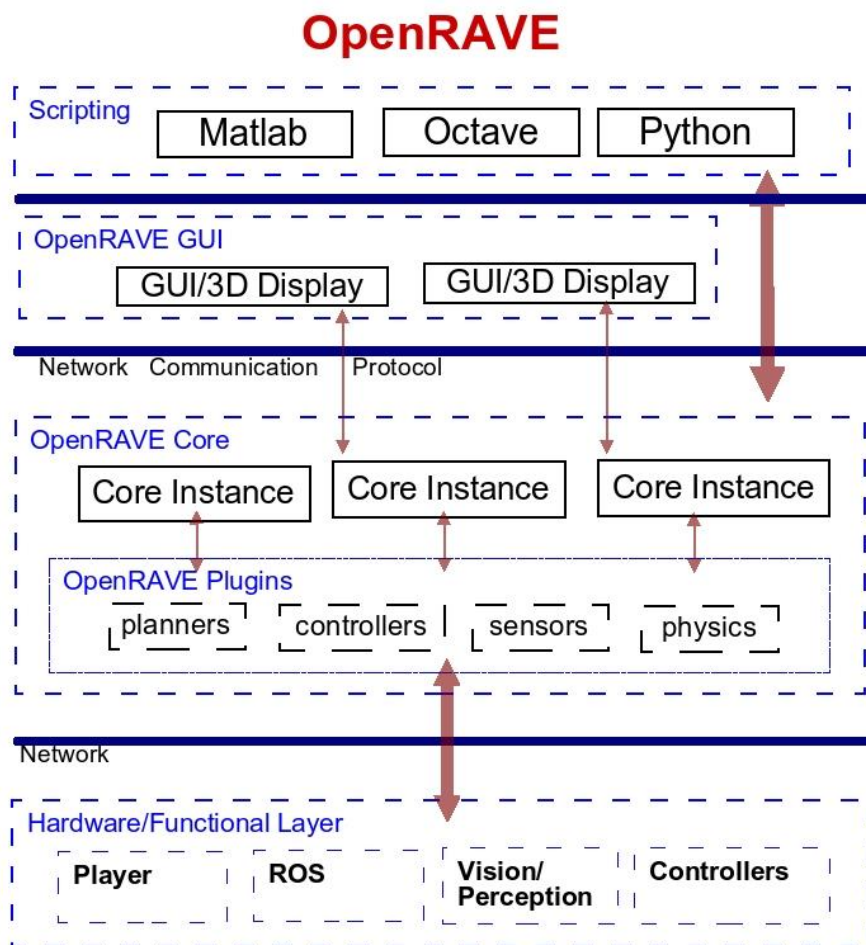 OpenRAVE
Scripting
Matlab Octave Python
OpenRAVE GUI
GUI/3D Display GUI/3D Display
Network Communication Protocol
OpenRAVE Core
Core Instance Core Instance Core Instance
OpenRAVE Plugins
planners controllers sensors physics
Network
Hardware/Functional Layer
Player ROS Vision/ Controllers
Perception